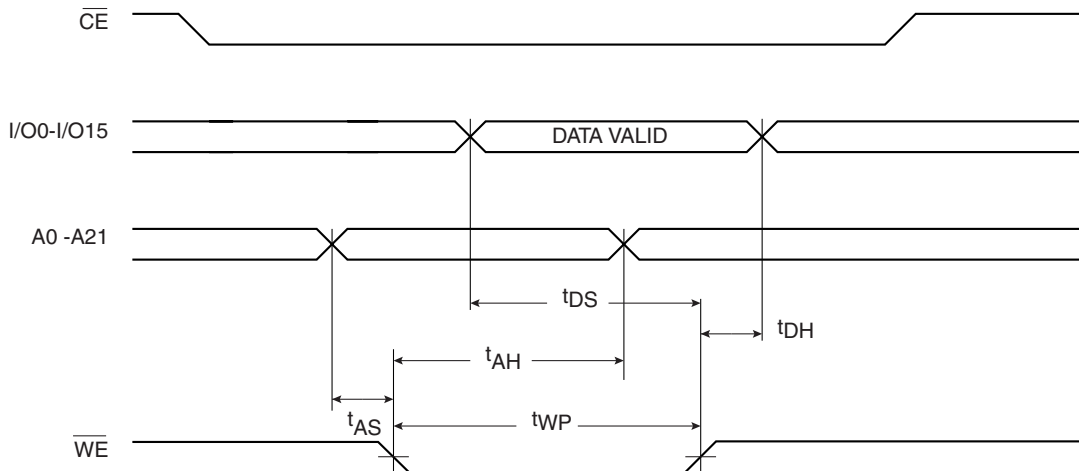 CE
I/O0-I/O15
DATA VALID
A0 -A21
tDS
tDH
tAH
tAS
tWP
WE